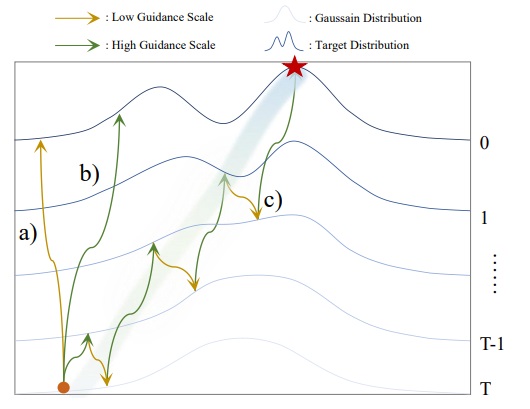 : Low Guidance Scale
: Gaussain Distribution
: High Guidance Scale
: Target Distribution
0
b)
c)
1
a)
T-1
T